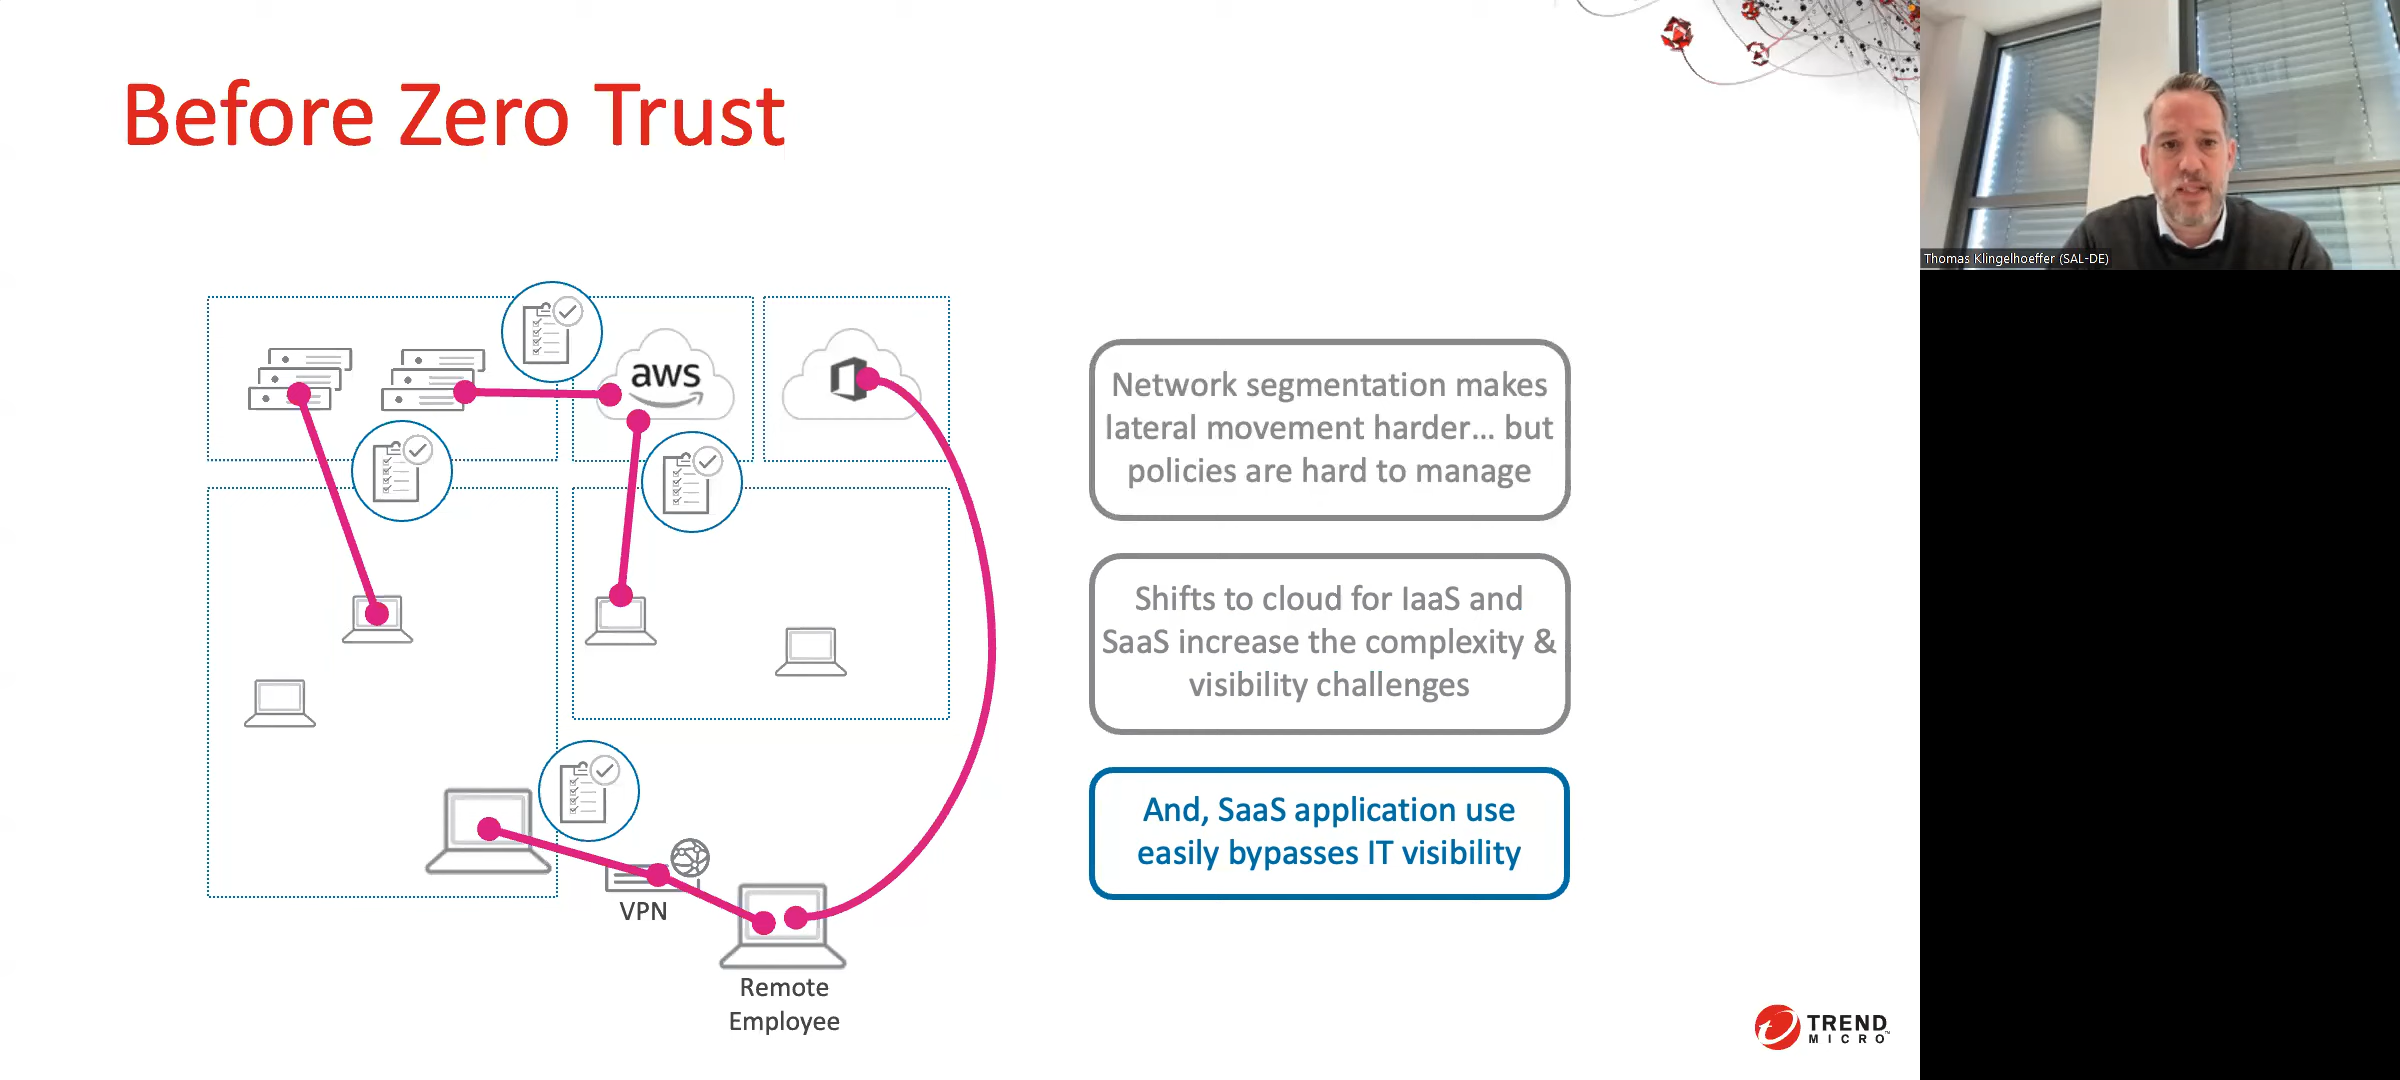 Before Zero Trust
Thomas Klingelhoeffer (SAL-DE)
aws
Network segmentation makes
lateral movement harder... but
policies are hard to manage
Shifts to cloud for IaaS and
SaaS increase the complexity &
visibility challenges
And, SaaS application use
easily bypasses IT visibility
VPN
Remote
Employee
TREND
MICRO